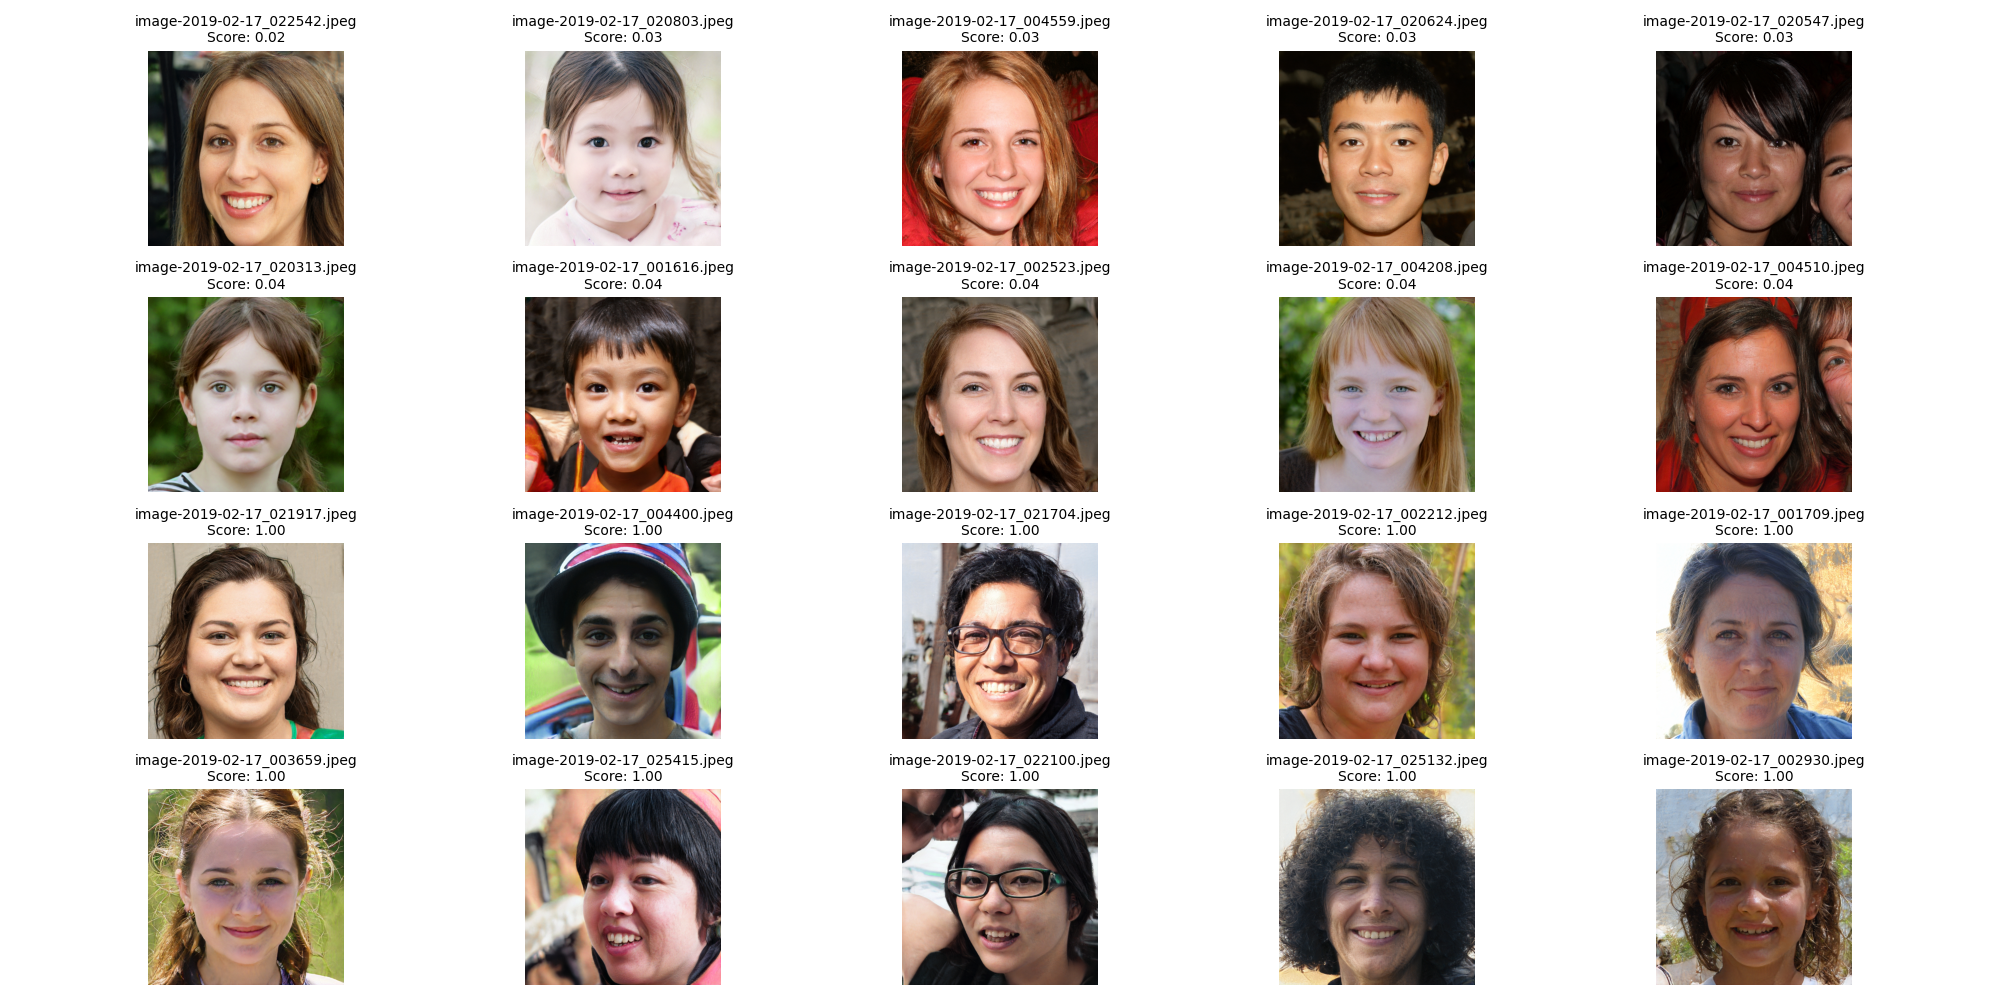 image-2019-02-17_022542.jpeg
Score: 0.02
image-2019-02-17_020803.jpeg
Score: 0.03
image-2019-02-17_004559.jpeg
Score: 0.03
image-2019-02-17_020624.jpeg
Score: 0.03
image-2019-02-17_020547.jpeg
Score: 0.03
image-2019-02-17_020313.jpeg
Score: 0.04
image-2019-02-17_001616.jpeg
Score: 0.04
image-2019-02-17_002523.jpeg
Score: 0.04
image-2019-02-17_004208.jpeg
Score: 0.04
image-2019-02-17_004510.jpeg
Score: 0.04
image-2019-02-17_021917.jpeg
Score: 1.00
image-2019-02-17_004400.jpeg
Score: 1.00
image-2019-02-17_021704.jpeg
Score: 1.00
image-2019-02-17_002212.jpeg
Score: 1.00
image-2019-02-17_001709.jpeg
Score: 1.00
image-2019-02-17_003659.jpeg
Score: 1.00
image-2019-02-17_025415.jpeg
Score: 1.00
image-2019-02-17_022100.jpeg
Score: 1.00
image-2019-02-17_025132.jpeg
Score: 1.00
image-2019-02-17_002930.jpeg
Score: 1.00